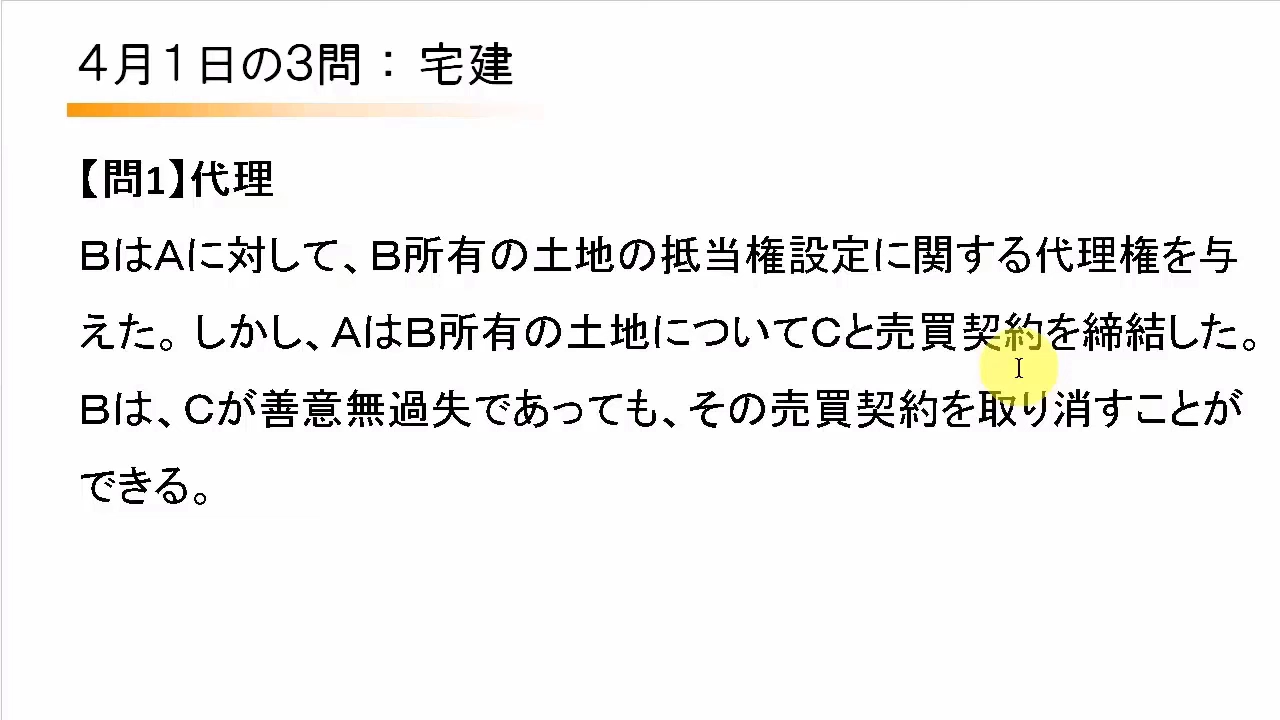 ４月１日の3問：宅建
【問1】代理
ＢはＡに対して、Ｂ所有の土地の抵当権設定に関する代理権を与
えた。しかし、ＡはＢ所有の土地についてＣと売買契約を締結した。
Ｂは、Ｃが善意無過失であっても、その売買契約を取り消すことが
できる。